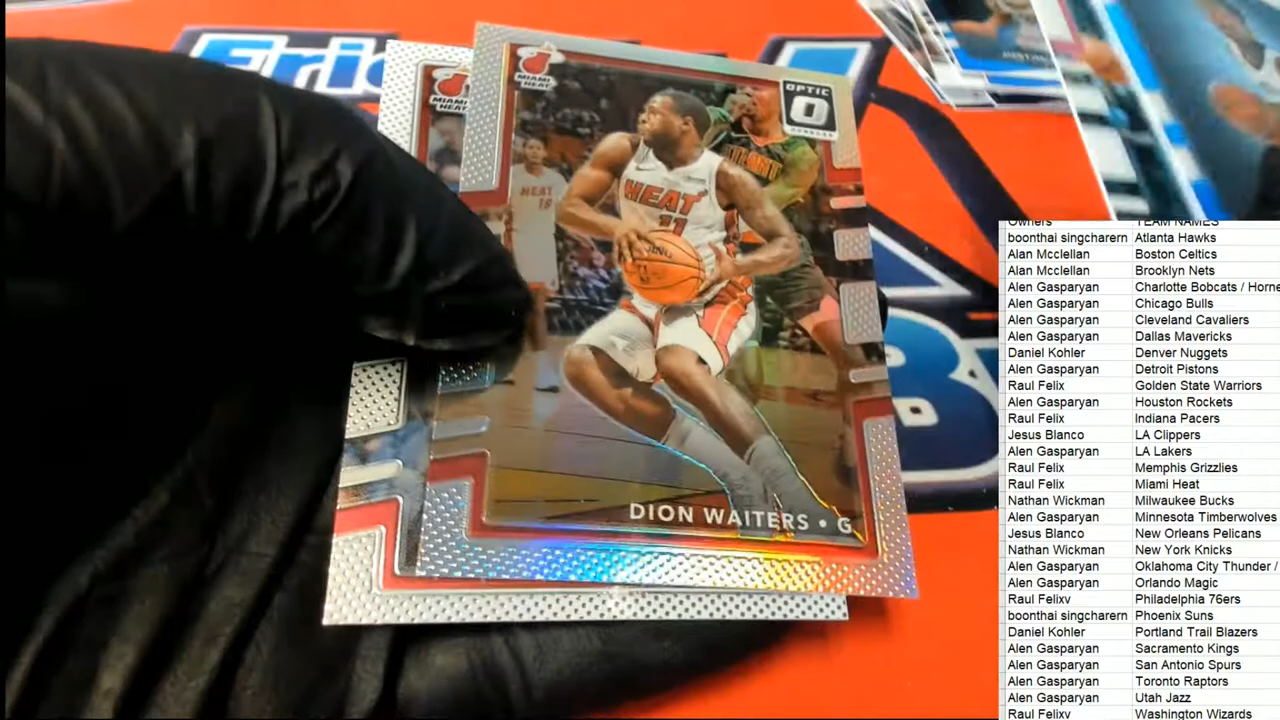 Eric
MIAMI
HEAT
MIAMI
HEAT
OPTIC
DONRUSS
ATLANTA
HEAT
HEAT
11
DION WAITERS • G
B
Owners TEAM NAMES
boonthai singcharern Atlanta Hawks
Alan Mcclellan Boston Celtics
Alan Mcclellan Brooklyn Nets
Alen Gasparyan Charlotte Bobcats / Horne
Alen Gasparyan Chicago Bulls
Alen Gasparyan Cleveland Cavaliers
Alen Gasparyan Dallas Mavericks
Daniel Kohler Denver Nuggets
Alen Gasparyan Detroit Pistons
Raul Felix Golden State Warriors
Alen Gasparyan Houston Rockets
Raul Felix Indiana Pacers
Jesus Blanco LA Clippers
Alen Gasparyan LA Lakers
Raul Felix Memphis Grizzlies
Raul Felix Miami Heat
Nathan Wickman Milwaukee Bucks
Alen Gasparyan Minnesota Timberwolves
Jesus Blanco New Orleans Pelicans
Nathan Wickman New York Knicks
Alen Gasparyan Oklahoma City Thunder /
Alen Gasparyan Orlando Magic
Raul Felixv Philadelphia 76ers
boonthai singcharern Phoenix Suns
Daniel Kohler Portland Trail Blazers
Alen Gasparyan Sacramento Kings
Alen Gasparyan San Antonio Spurs
Alen Gasparyan Toronto Raptors
Alen Gasparyan Utah Jazz
Raul Felixv Washington Wizards